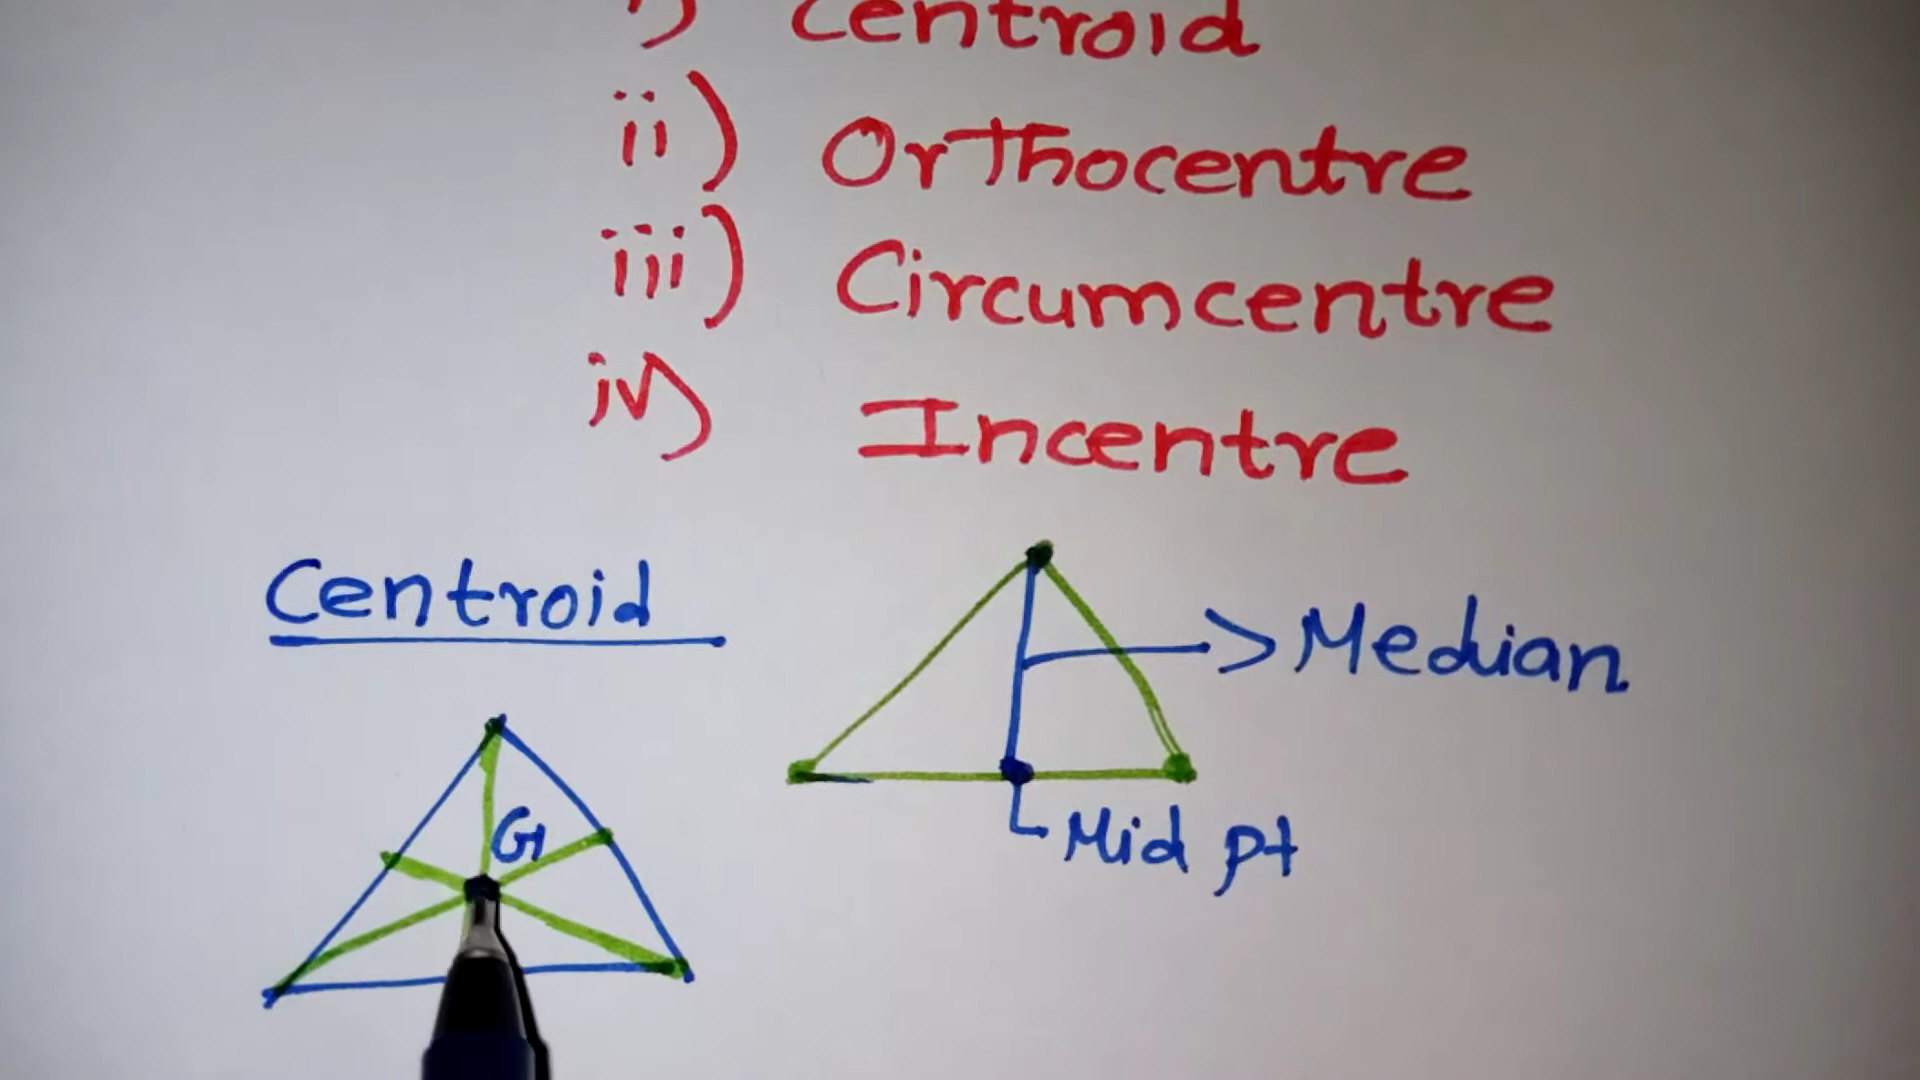 i) Centroid
ii) Orthocentre
iii) Circumcentre
iv) Incentre
Centroid
Median
G
Mid pt